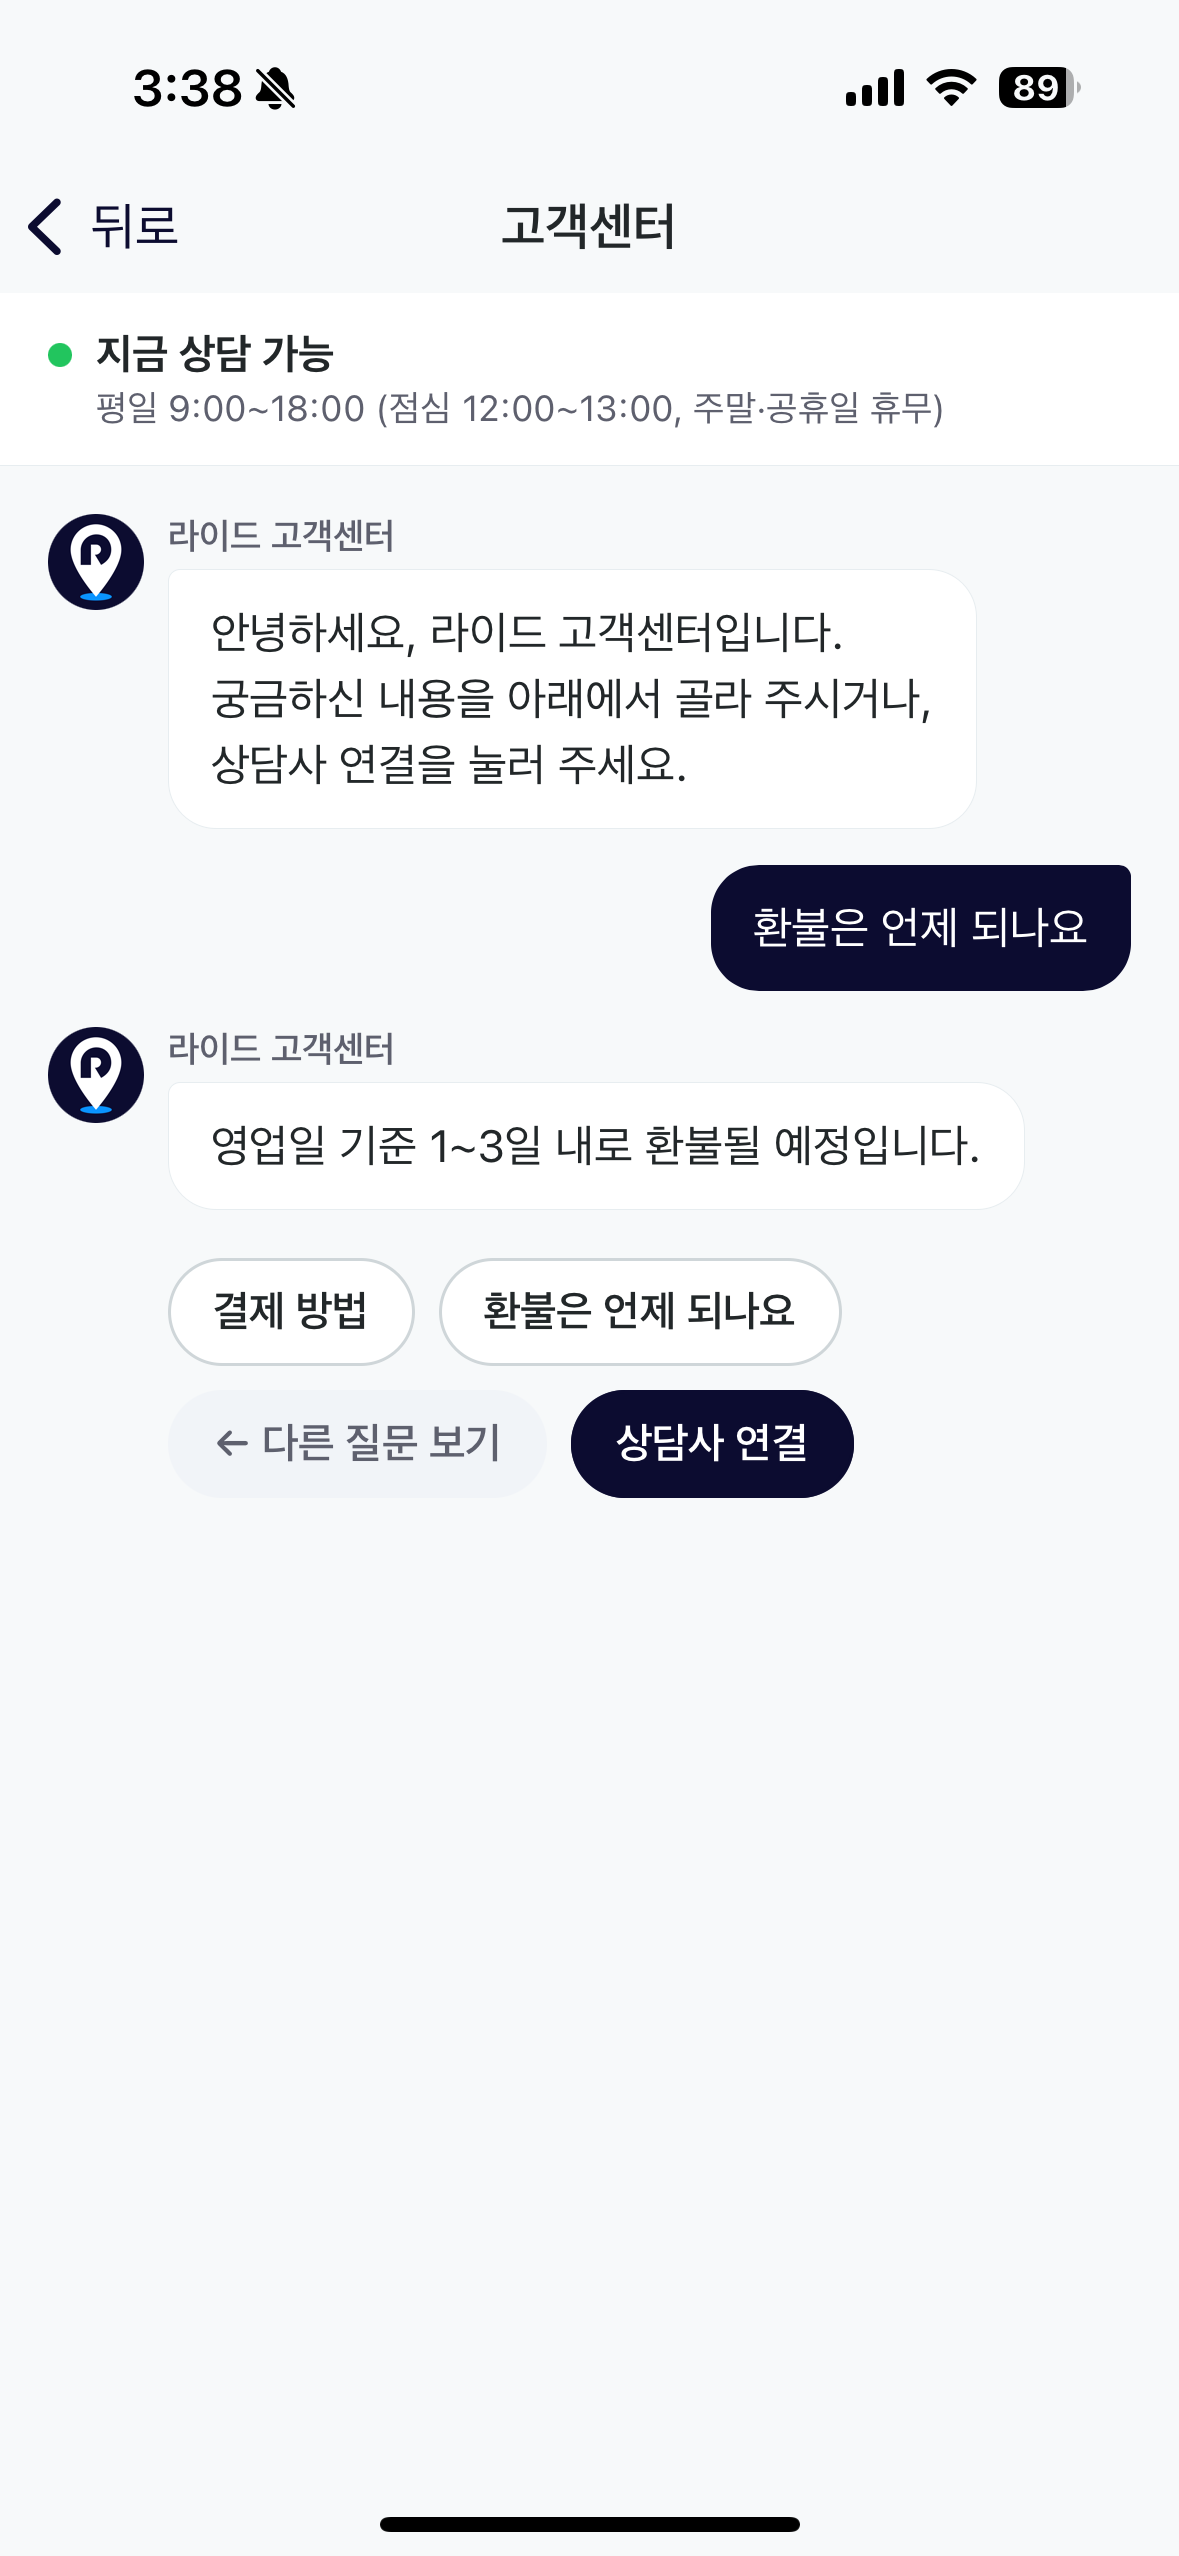 3:38
89
뒤로
고객센터
지금 상담 가능
평일 9:00~18:00 (점심 12:00~13:00, 주말·공휴일 휴무)
라이드 고객센터
안녕하세요, 라이드 고객센터입니다.
궁금하신 내용을 아래에서 골라 주시거나,
상담사 연결을 눌러 주세요.
환불은 언제 되나요
라이드 고객센터
영업일 기준 1~3일 내로 환불될 예정입니다.
결제 방법
환불은 언제 되나요
← 다른 질문 보기
상담사 연결